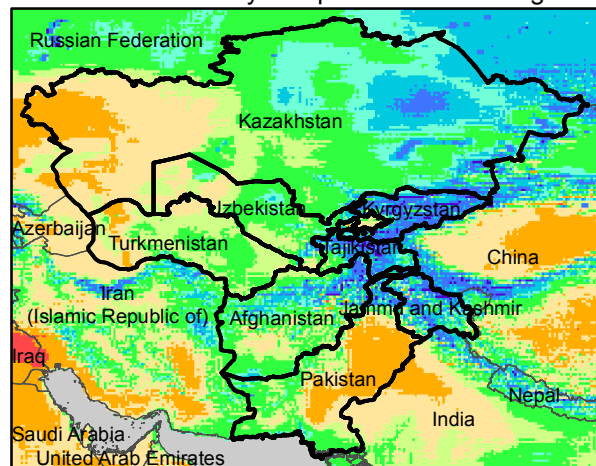 Russian Federation
Kazakhstan
Uzbekistan
Kyrgyzstan
Azerbaijan
Turkmenistan
Tajikistan
China
Iran
(Islamic Republic of)
Afghanistan
Jammu and Kashmir
Iraq
Pakistan
Nepal
India
Saudi Arabia
United Arab Emirates